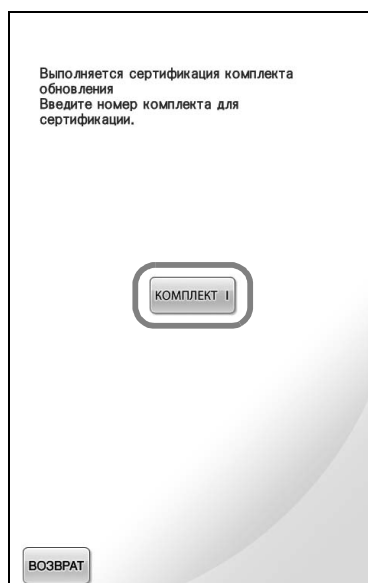 Выполняется сертификация комплекта
обновления
Введите номер комплекта для
сертификации.
КОМПЛЕКТ I
ВОЗВРАТ